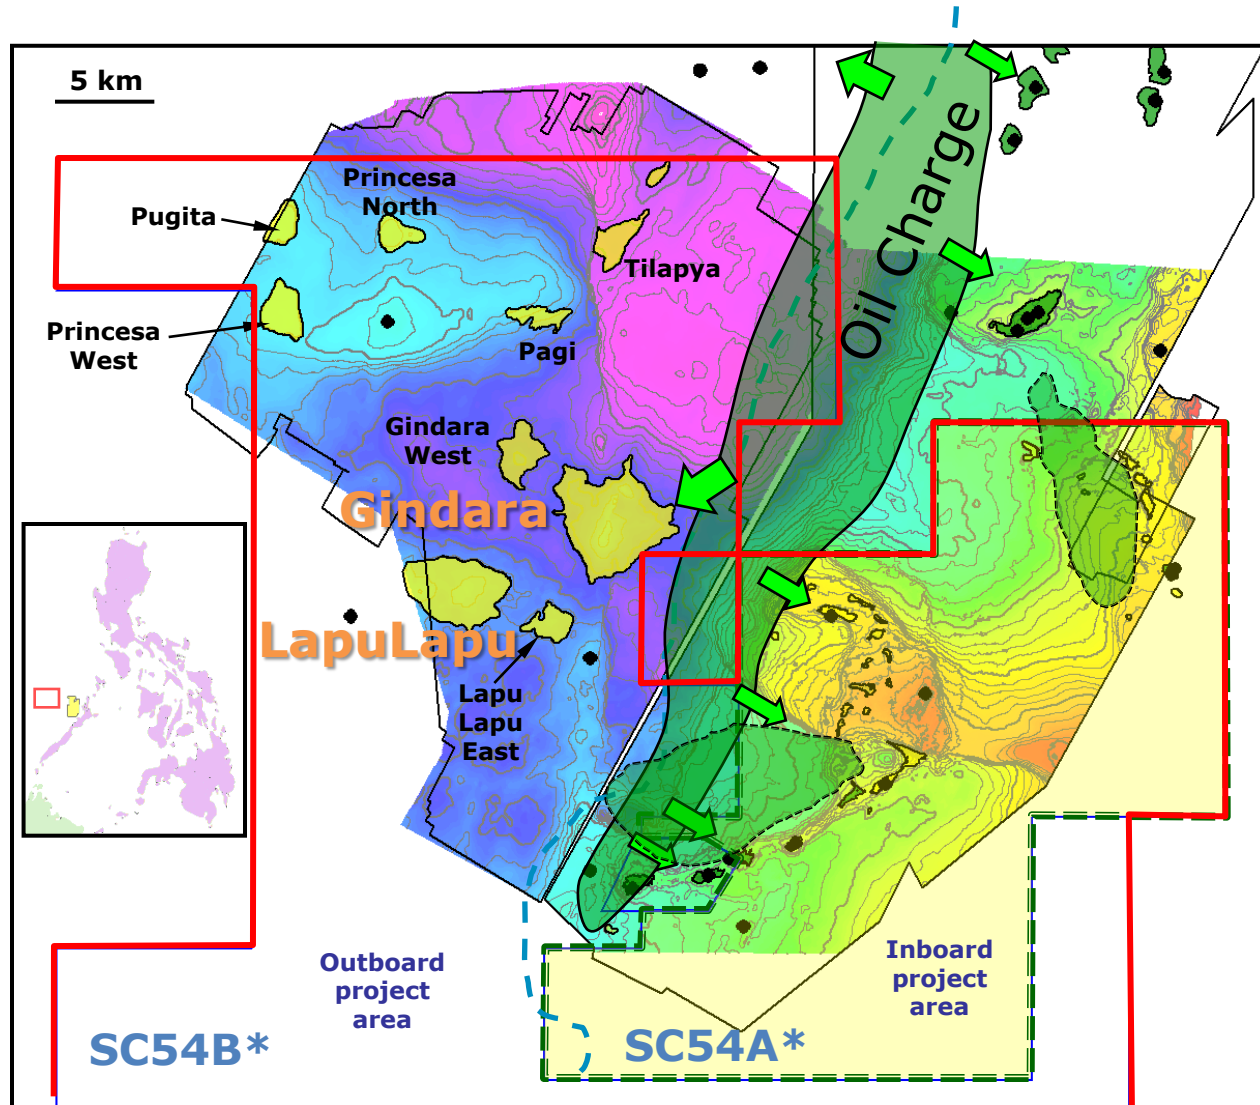 5 km
Oil Charge
Princesa
North
Pugita
Tilapya
Princesa
West
Pagi
Gindara
West
Gindara
LapuLapu
Lapu
Lapu
East
Outboard
project
area
Inboard
project
area
SC54B*
SC54A*